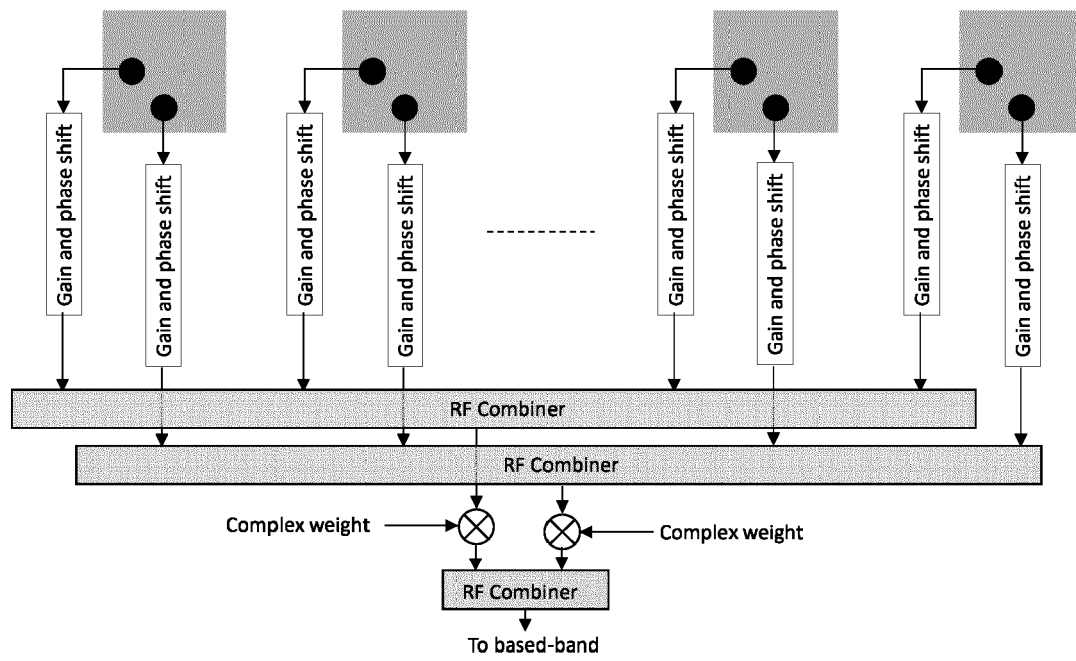 Gain and phase shift
Gain and phase shift
Gain and phase shift
Gain and phase shift
Gain and phase shift
Gain and phase shift
Gain and phase shift
Gain and phase shift
RF Combiner
RF Combiner
Complex weight
Complex weight
RF Combiner
To based-band